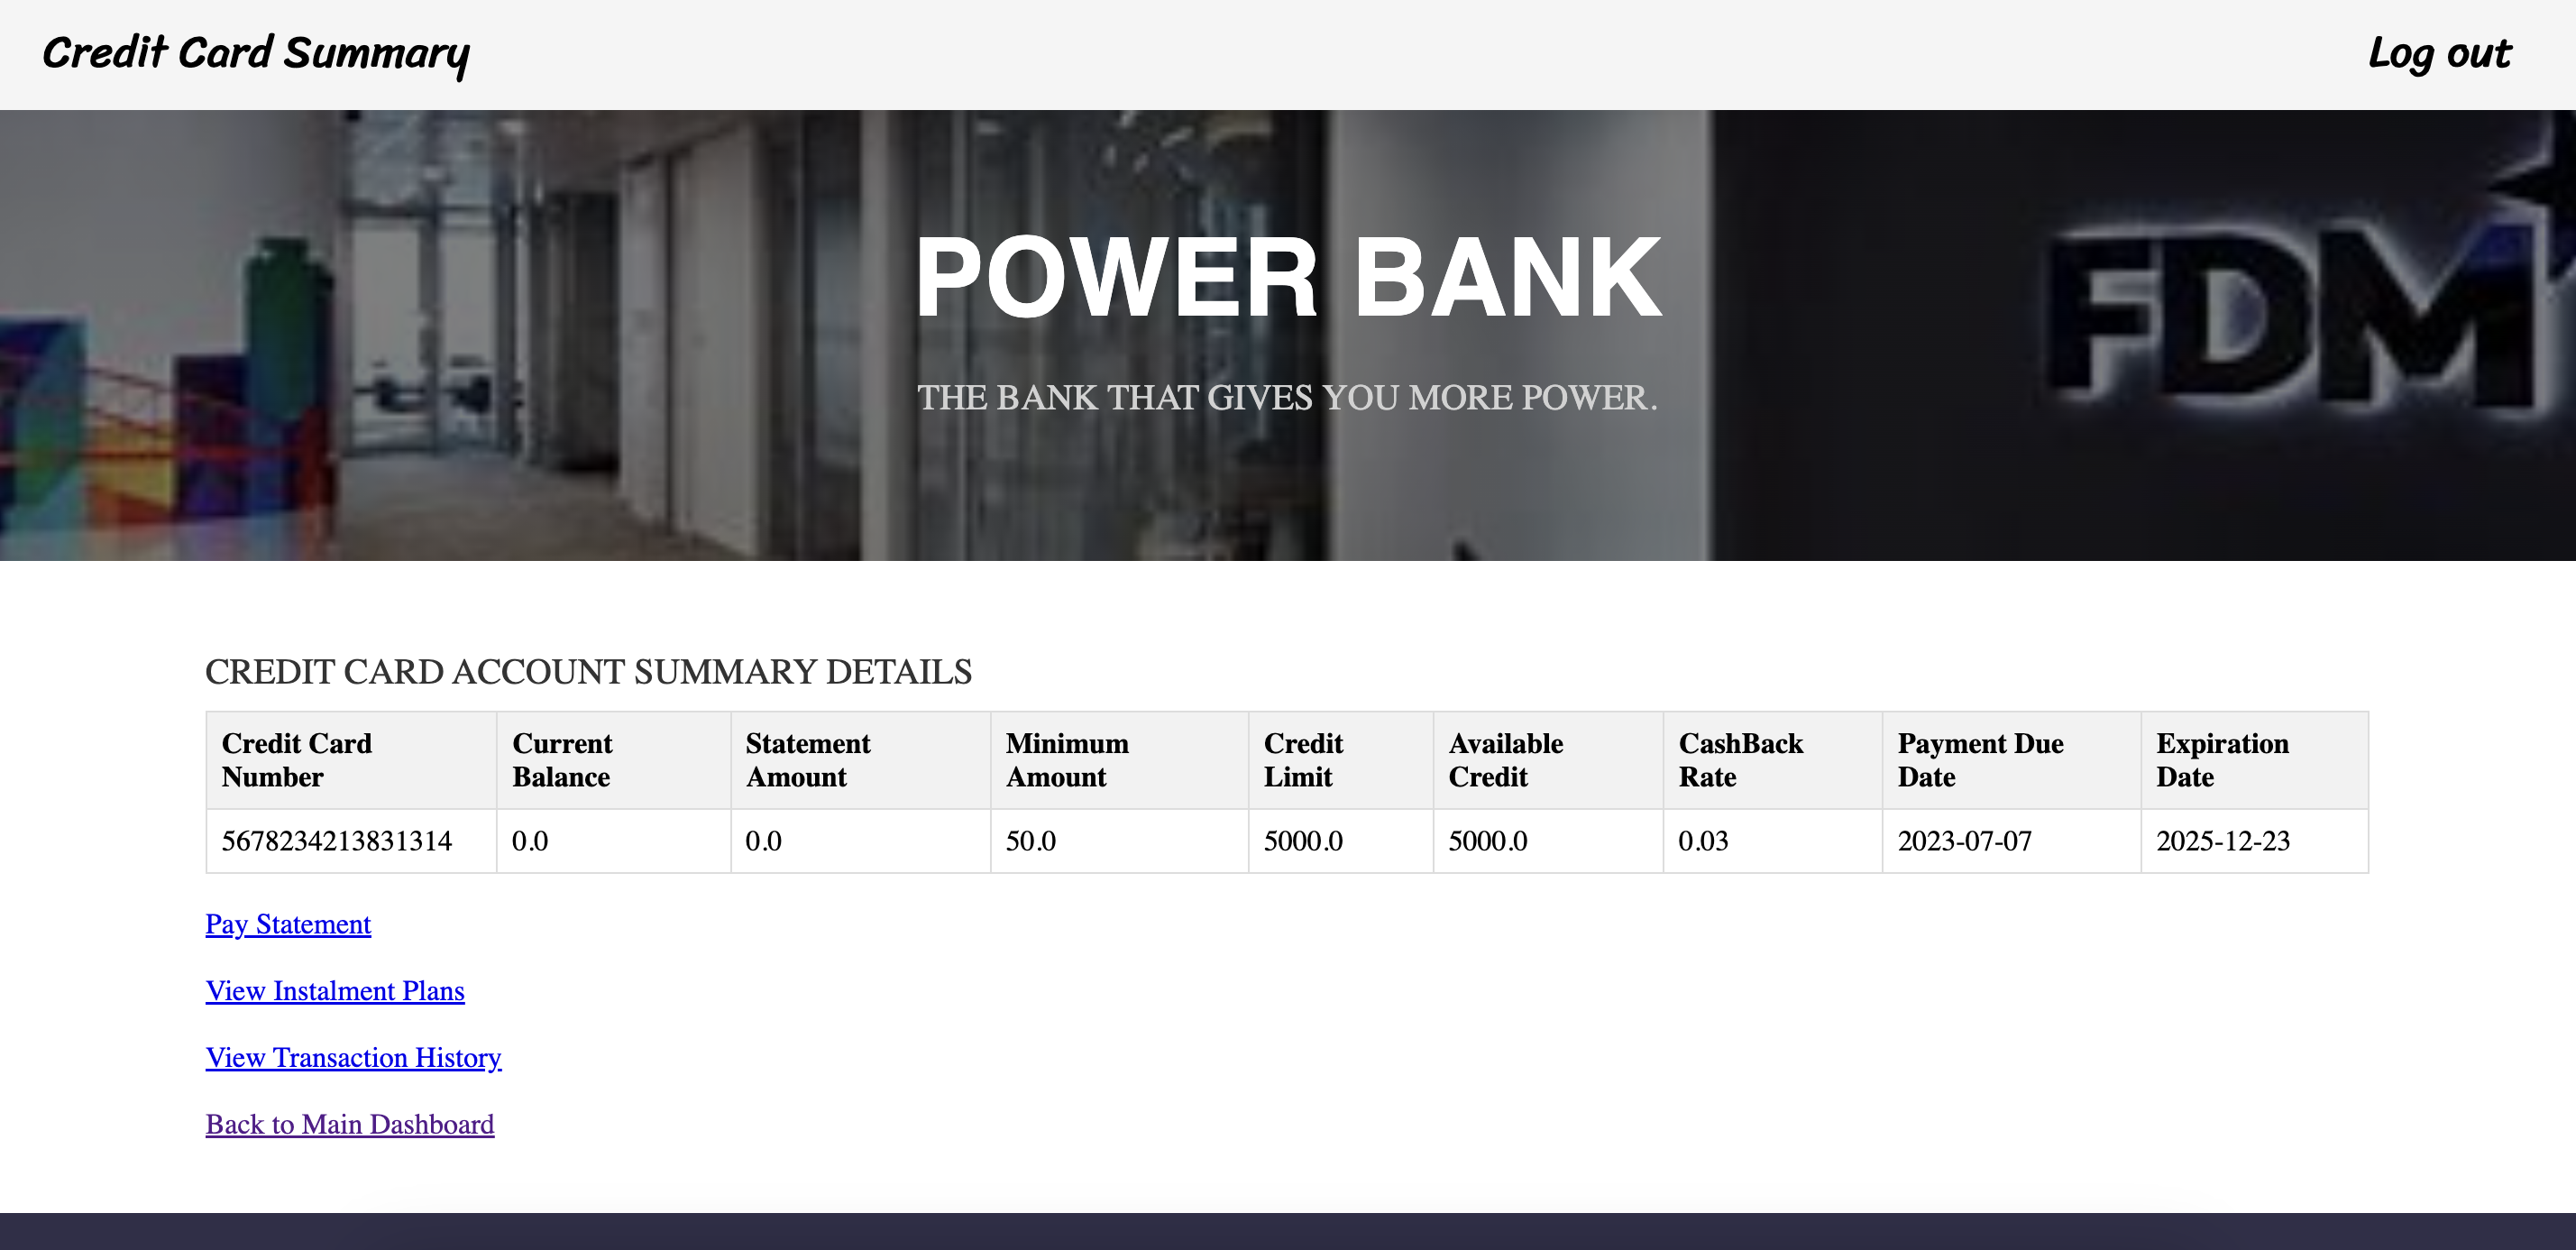 Credit Card Summary
Log out
POWER BANK
THE BANK THAT GIVES YOU MORE POWER.
FDM
CREDIT CARD ACCOUNT SUMMARY DETAILS
Credit Card Number Current Balance Statement Amount Minimum Amount Credit Limit Available Credit CashBack Rate Payment Due Date Expiration Date
5678234213831314 0.0 0.0 50.0 5000.0 5000.0 0.03 2023-07-07 2025-12-23
Pay Statement
View Instalment Plans
View Transaction History
Back to Main Dashboard